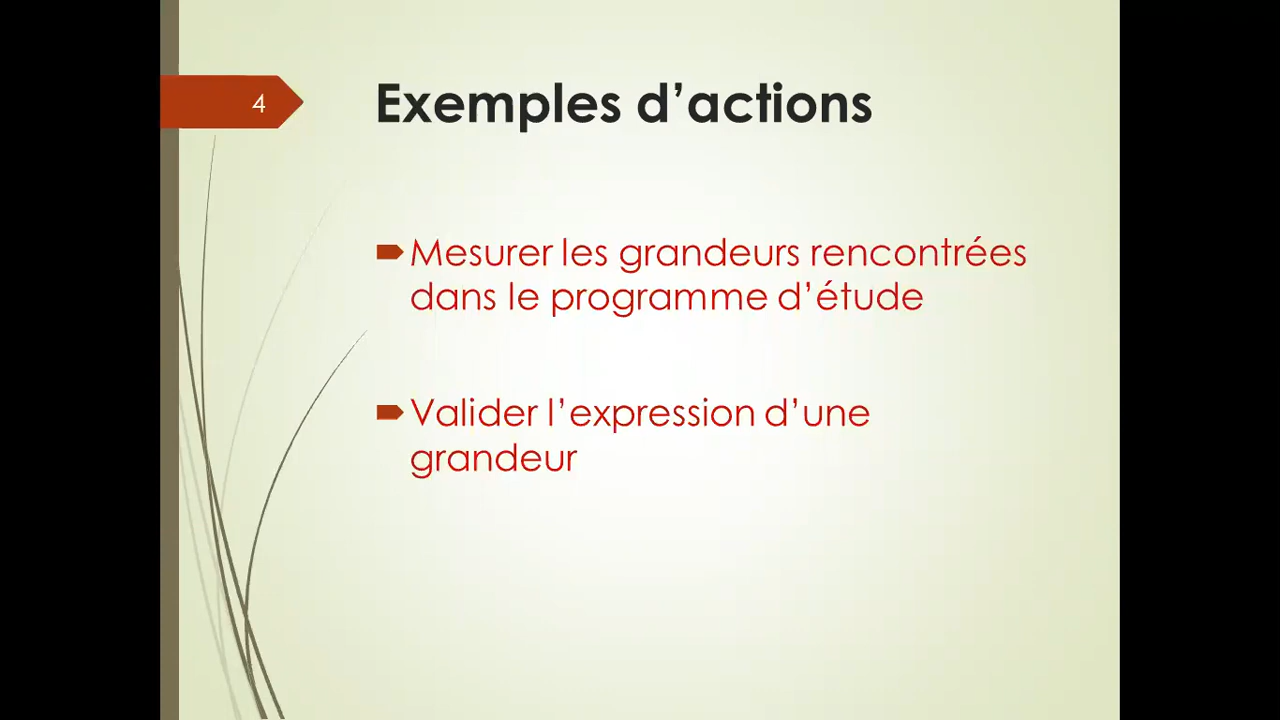 4
Exemples d’actions
Mesurer les grandeurs rencontrées
dans le programme d’étude
Valider l’expression d’une
grandeur